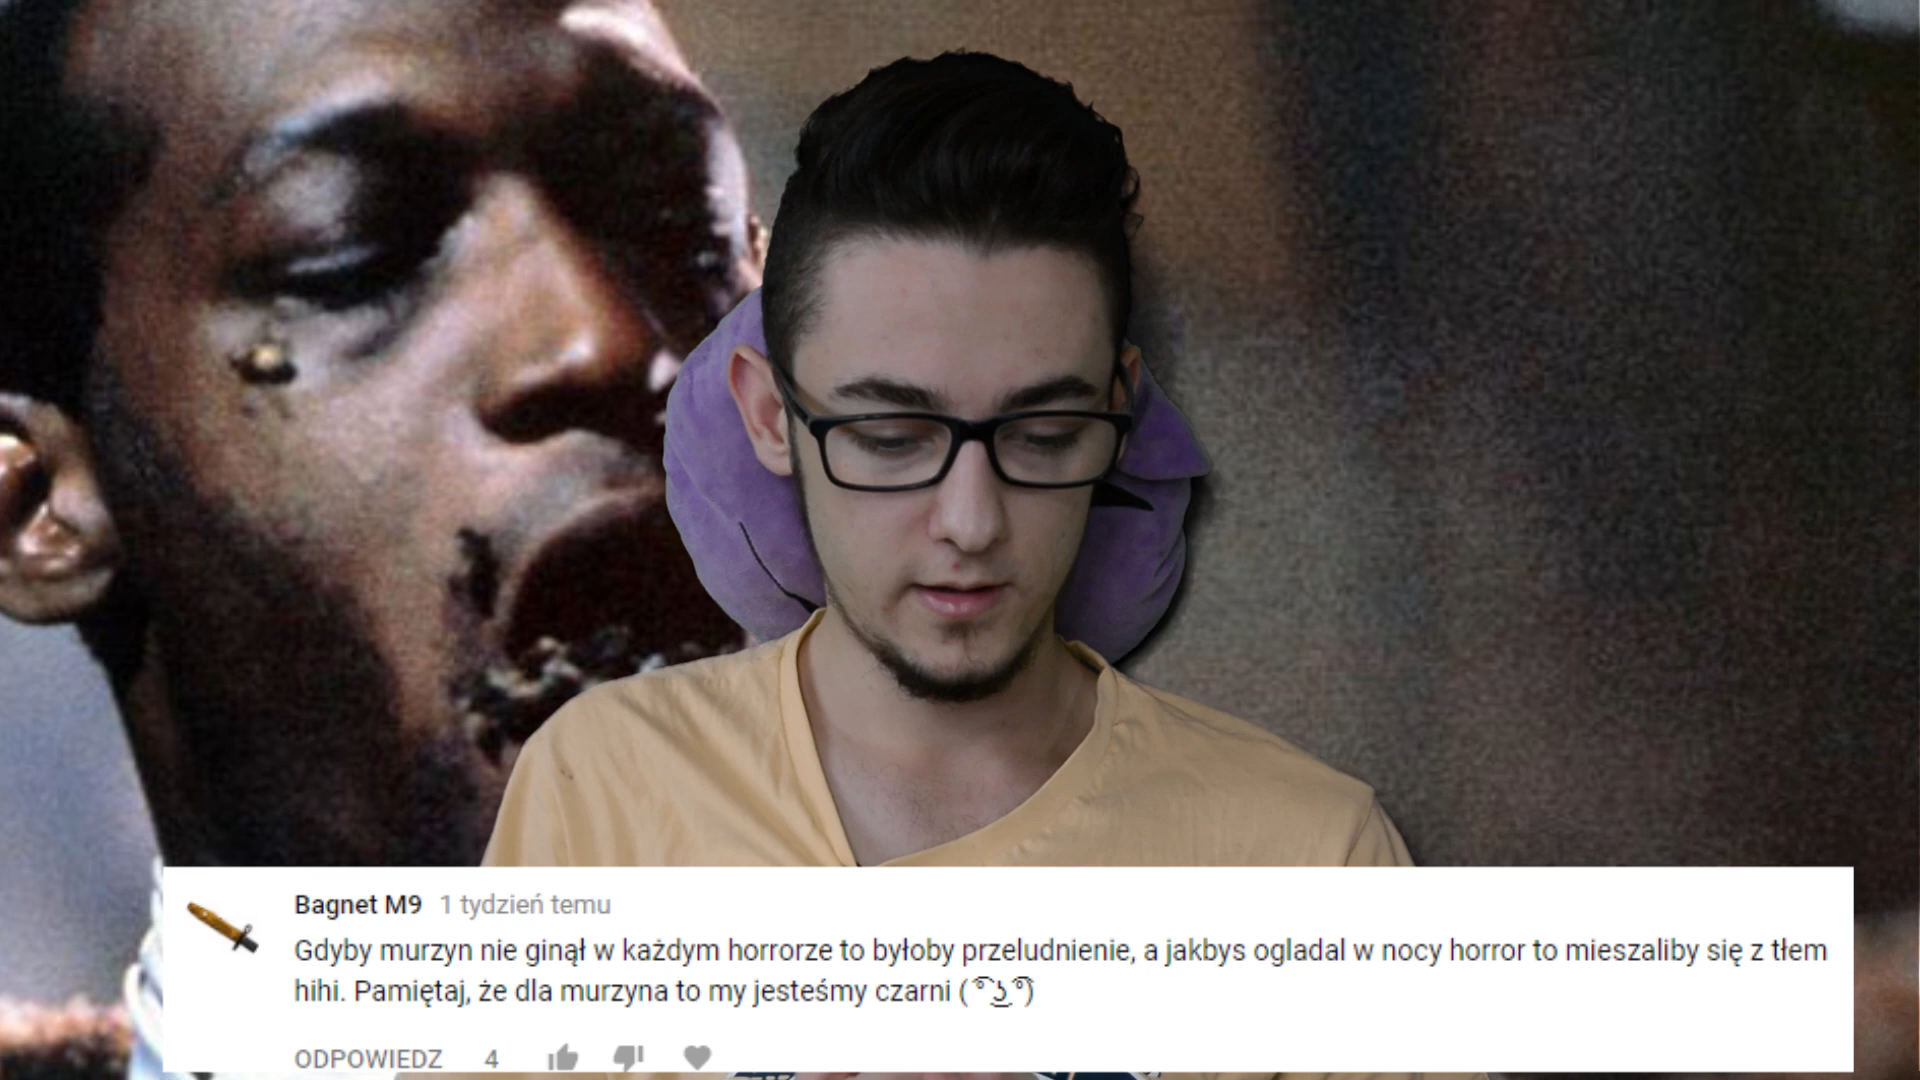 Bagnet M9 1 tydzień temu
Gdyby murzyn nie ginął w każdym horrorze to byłoby przeludnienie, a jakbys ogladal w nocy horror to mieszaliby się z tłem
hihi. Pamiętaj, że dla murzyna to my jesteśmy czarni ( ͡° ͜ʖ ͡°)
ODPOWIEDZ 4